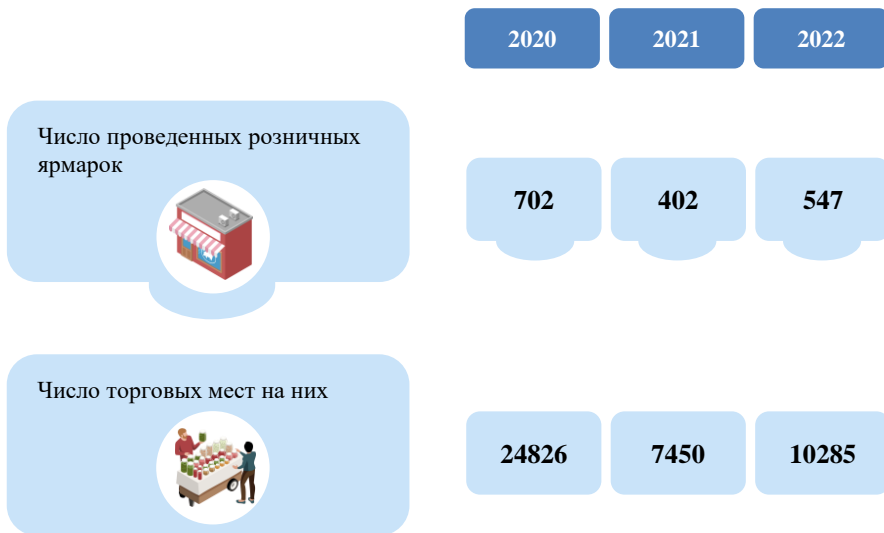 2020 2021 2022
Число проведенных розничных
ярмарок
702 402 547
Число торговых мест на них
24826 7450 10285